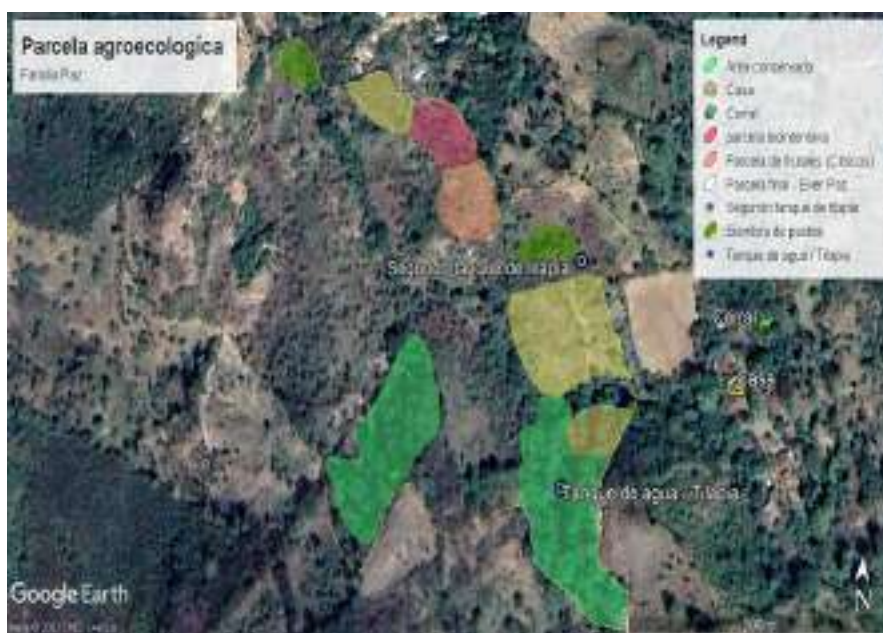 Parcela agroecologica
Familia Paz
Legend
Area conservada
Casa
Corral
parcela
Parcela de frutales (Citricos)
Parcela final - Elier Paz
Segundo tanque de tilapia
Siembra de pastos
Tanque de agua / Tilapia
Segundo tanque de tilapia
Corral
Casa
Tanque de agua / Tilapia
Google Earth
N